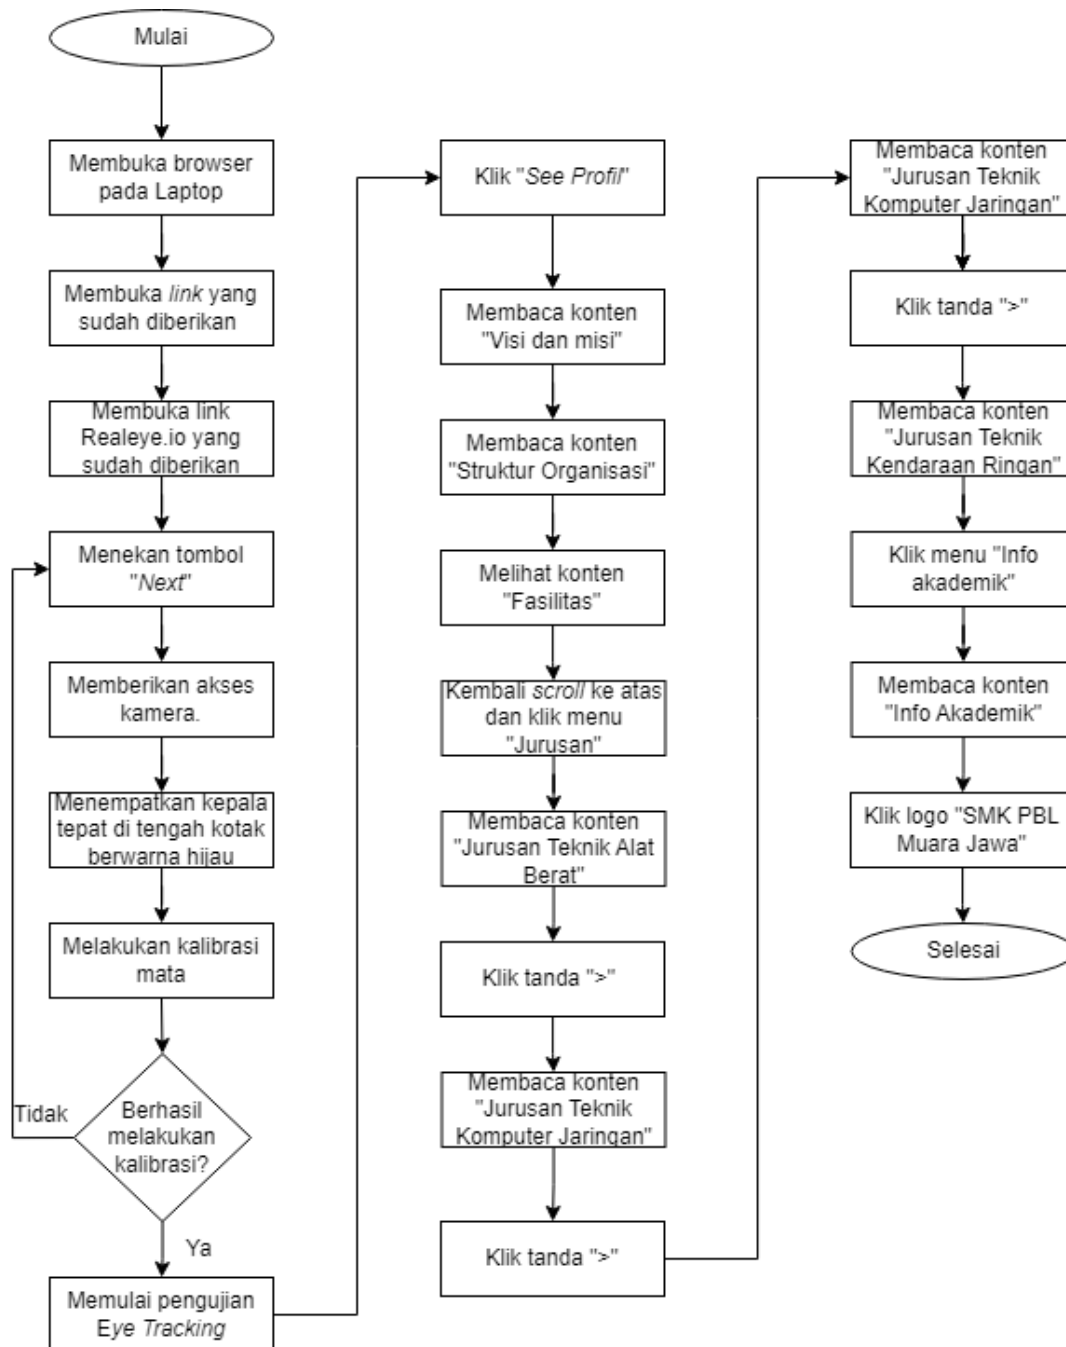 Mulai
Membuka browser
pada Laptop
Membuka link yang
sudah diberikan
Membuka link
Realeye.io yang
sudah diberikan
Menekan tombol
"Next"
Memberikan akses
kamera.
Menempatkan kepala
tepat di tengah kotak
berwarna hijau
Melakukan kalibrasi
mata
Berhasil
melakukan
kalibrasi?
Tidak
Ya
Memulai pengujian
Eye Tracking
Klik "See Profil"
Membaca konten
"Visi dan misi"
Membaca konten
"Struktur Organisasi"
Melihat konten
"Fasilitas"
Kembali scroll ke atas
dan klik menu
"Jurusan"
Membaca konten
"Jurusan Teknik Alat
Berat"
Klik tanda ">"
Membaca konten
"Jurusan Teknik
Komputer Jaringan"
Klik tanda ">"
Membaca konten
"Jurusan Teknik
Komputer Jaringan"
Klik tanda ">"
Membaca konten
"Jurusan Teknik
Kendaraan Ringan"
Klik menu "Info
akademik"
Membaca konten
"Info Akademik"
Klik logo "SMK PBL
Muara Jawa"
Selesai